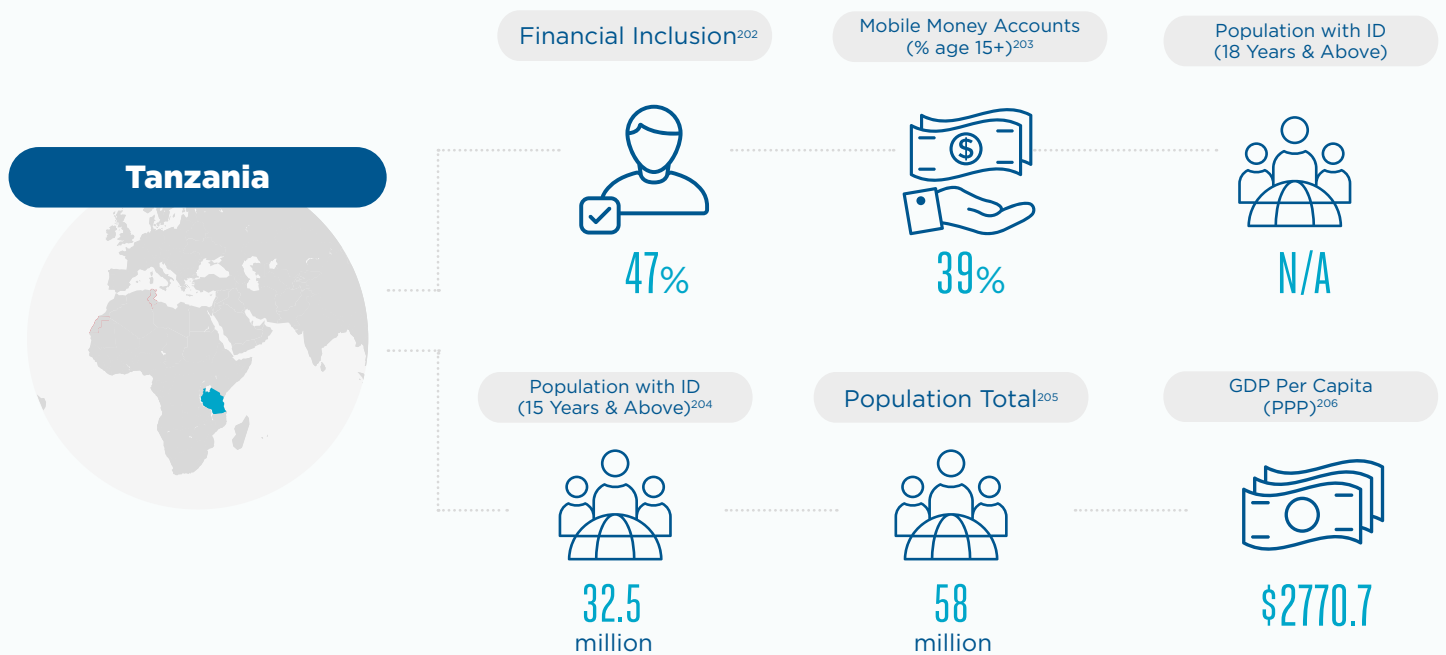 Tanzania
Financial Inclusion202
47%
Mobile Money Accounts
(% age 15+)203
$
39%
Population with ID
(18 Years & Above)
N/A
Population with ID
(15 Years & Above)204
32.5
million
Population Total205
58
million
GDP Per Capita
(PPP)206
$2770.7